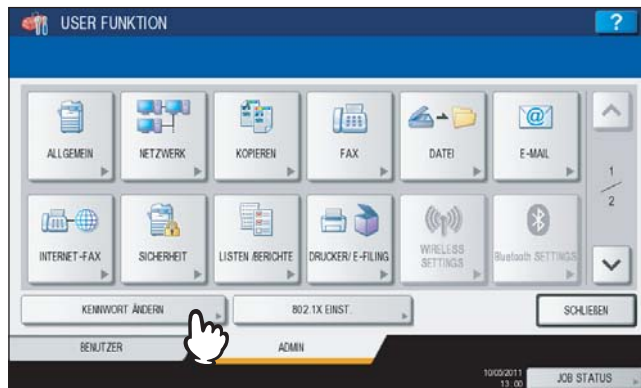 USER FUNKTION ?
ALLGEMEIN NETZWERK KOPIEREN FAX DATEI E-MAIL
1
2
INTERNET-FAX SICHERHEIT LISTEN /BERICHTE DRUCKER/ E-FILING WIRELESS SETTINGS Bluetooth SETTINGS
KENNWORT ÄNDERN 802.1X EINST. SCHLIEßEN
BENUTZER ADMIN
10/03/2011
13:00 JOB STATUS